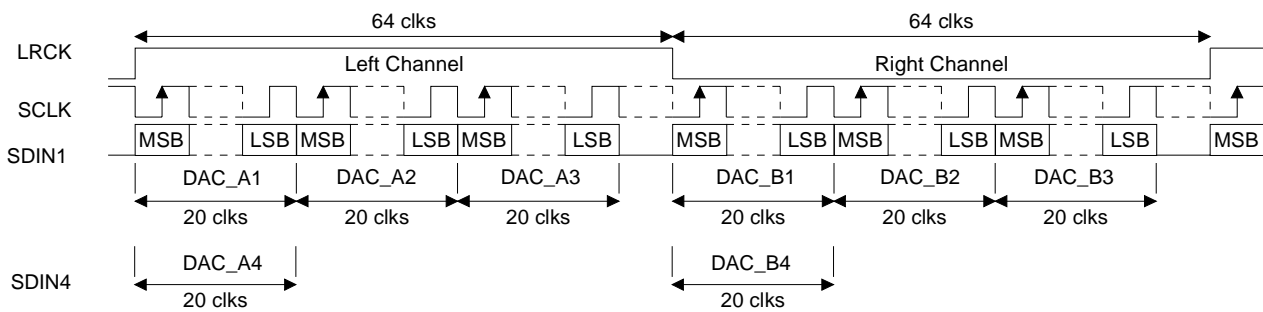 64 clks 64 clks
LRCK Left Channel Right Channel
SCLK
SDIN1 MSB LSB MSB LSB MSB LSB MSB LSB MSB LSB MSB LSB MSB
DAC_A1 DAC_A2 DAC_A3 DAC_B1 DAC_B2 DAC_B3
20 clks 20 clks 20 clks 20 clks 20 clks 20 clks
DAC_A4 DAC_B4
SDIN4
20 clks 20 clks